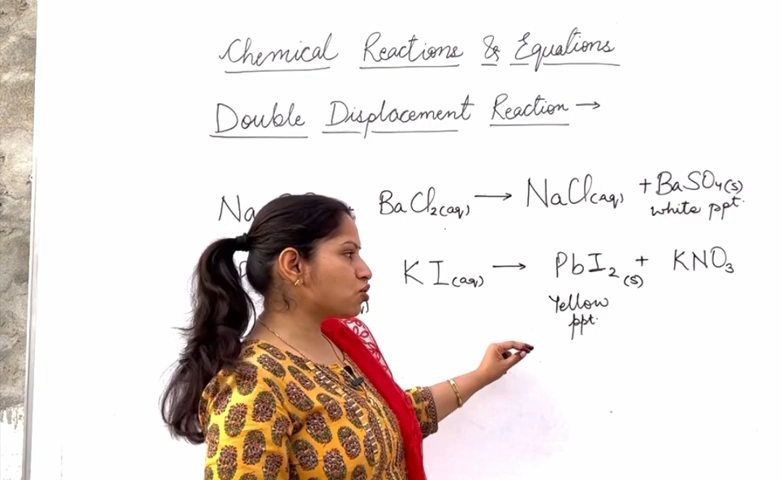 Chemical Reactions & Equations
Double Displacement Reaction →
Na BaCl₂(aq) → NaCl(aq) + BaSO₄(s)
white ppt.
KI(aq) → PbI₂(s) + KNO₃
Yellow
ppt.